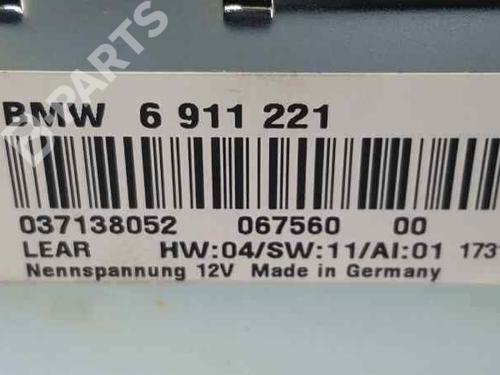 B-PARTS
BMW 6 911 221
037138052 067560 00
LEAR HW:04/SW:11/AI:01 1731
Nennspannung 12V Made in Germany